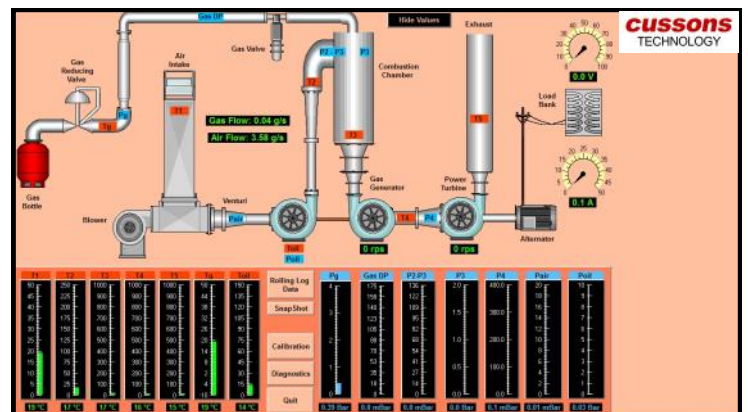 cussons
TECHNOLOGY
Gas DP
Hide Values
Exhaust
Gas Valve
P2 - P3
P3
Gas
Reducing
Valve
Air
Intake
Combustion
Chamber
T2
0.0 V
Load
Bank
T1
Pg
Tg
Gas Flow: 0.04 g/s
Air Flow: 3.58 g/s
T3
T5
Gas
Bottle
Venturi
Gas
Generator
Power
Turbine
Blower
Pair
T4
P4
0.1 A
Toil
Poil
0 rps
0 rps
Alternator
T1 T2 T3 T4 T5 Tg Toil
Rolling Log
Data
SnapShot
Calibration
Diagnostics
Quit
Pg Gas DP P2-P3 P3 P4 Pair Poil
19 °C 17 °C 17 °C 16 °C 15 °C 19 °C 14 °C
0.39 Bar 0.0 mBar 0.0 mBar 0.0 Bar 0.1 mBar 0.01 mBar 0.03 Bar